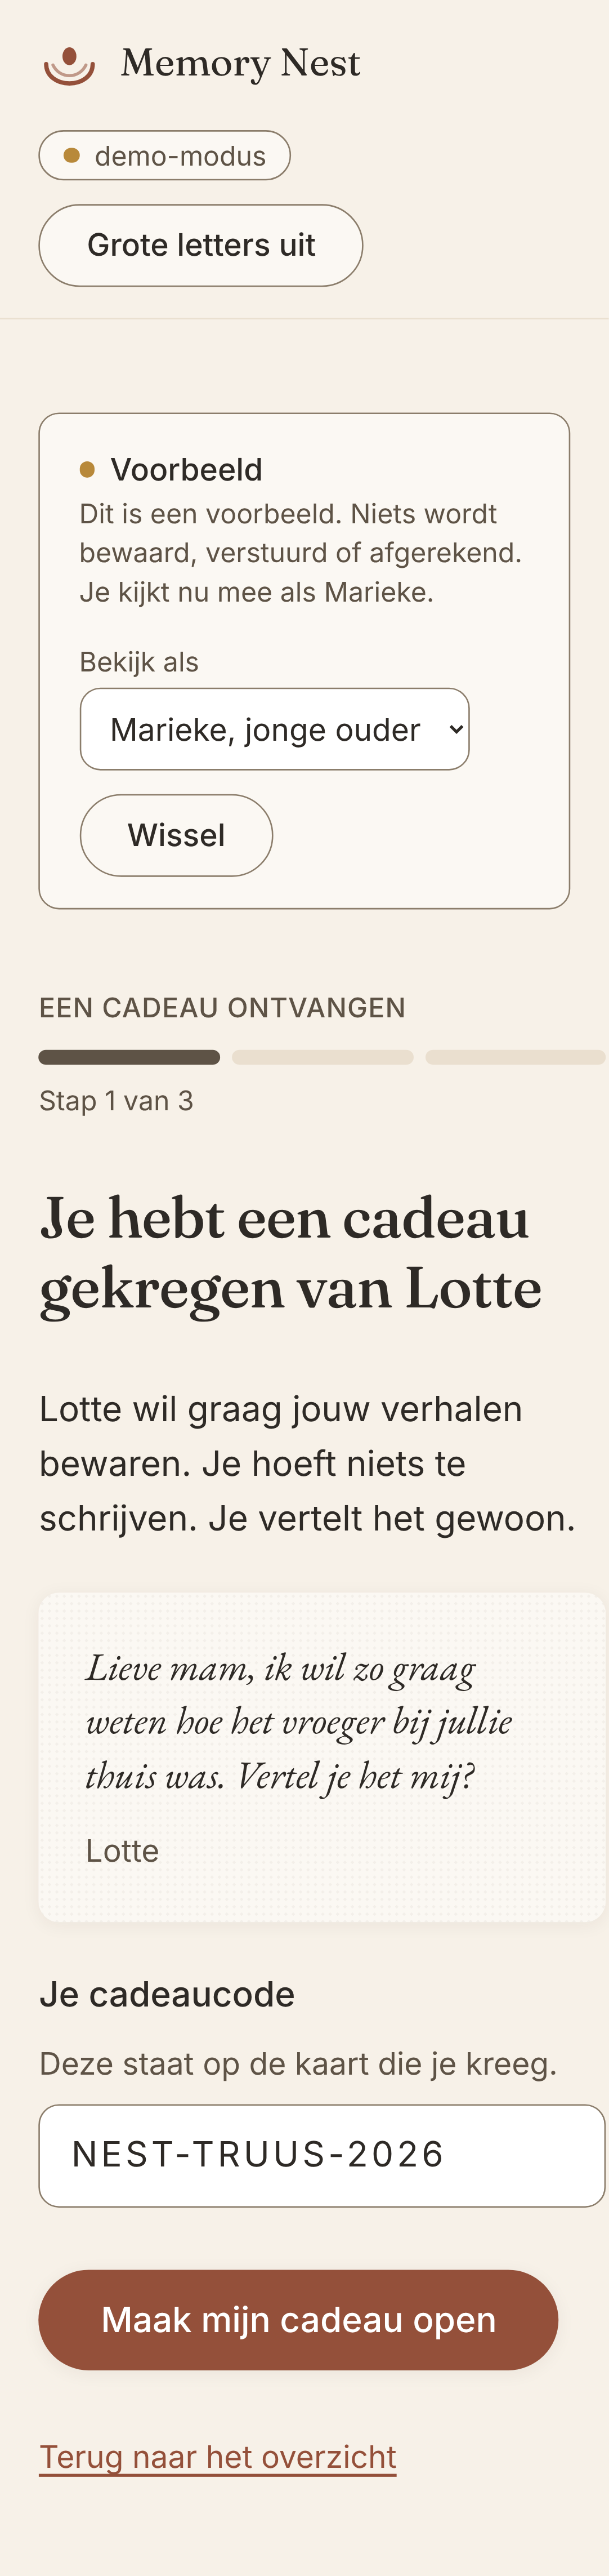 Memory Nest
demo-modus
Grote letters uit
Voorbeeld
Dit is een voorbeeld. Niets wordt
bewaard, verstuurd of afgerekend.
Je kijkt nu mee als Marieke.
Bekijk als
Marieke, jonge ouder
Wissel
EEN CADEAU ONTVANGEN
Stap 1 van 3
Je hebt een cadeau
gekregen van Lotte
Lotte wil graag jouw verhalen
bewaren. Je hoeft niets te
schrijven. Je vertelt het gewoon.
Lieve mam, ik wil zo graag
weten hoe het vroeger bij jullie
thuis was. Vertel je het mij?
Lotte
Je cadeaucode
Deze staat op de kaart die je kreeg.
NEST-TRUUS-2026
Maak mijn cadeau open
Terug naar het overzicht